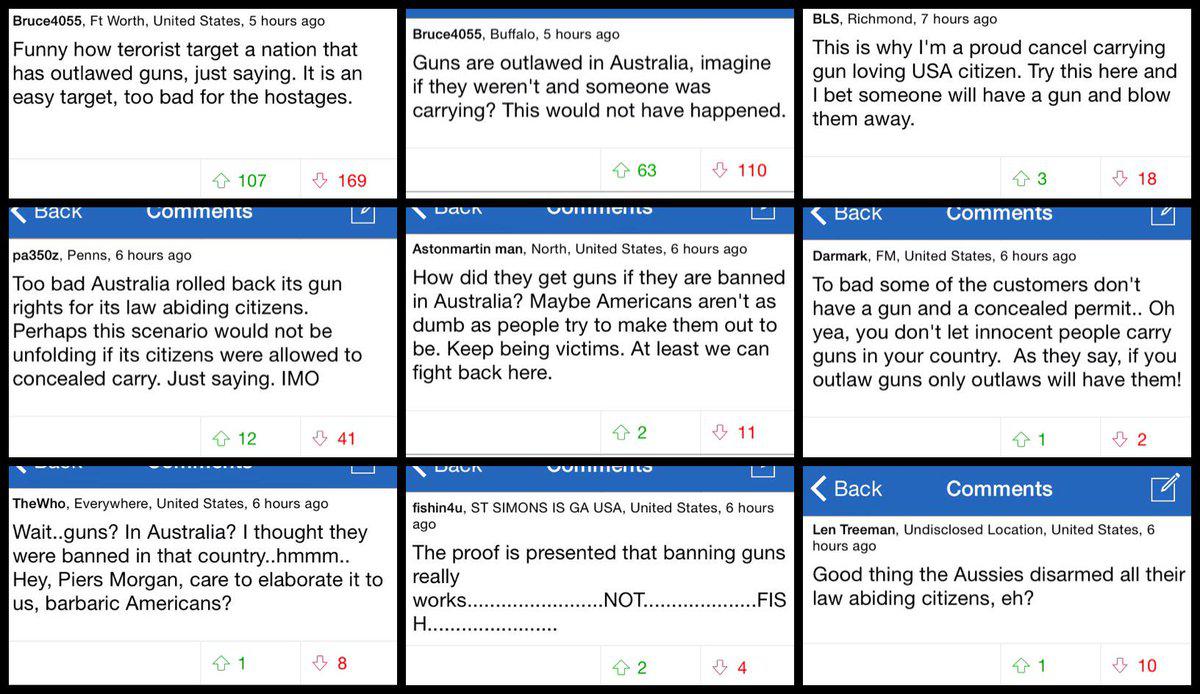 Bruce4055, Ft Worth, United States, 5 hours ago
Funny how terorist target a nation that
has outlawed guns, just saying. It is an
easy target, too bad for the hostages.
107 169
Bruce4055, Buffalo, 5 hours ago
Guns are outlawed in Australia, imagine
if they weren't and someone was
carrying? This would not have happened.
63 110
BLS, Richmond, 7 hours ago
This is why I'm a proud cancel carrying
gun loving USA citizen. Try this here and
I bet someone will have a gun and blow
them away.
3 18
Back Comments
pa350z, Penns, 6 hours ago
Too bad Australia rolled back its gun
rights for its law abiding citizens.
Perhaps this scenario would not be
unfolding if its citizens were allowed to
concealed carry. Just saying. IMO
12 41
Back Comments
Astonmartin man, North, United States, 6 hours ago
How did they get guns if they are banned
in Australia? Maybe Americans aren't as
dumb as people try to make them out to
be. Keep being victims. At least we can
fight back here.
2 11
Back Comments
Darmark, FM, United States, 6 hours ago
To bad some of the customers don't
have a gun and a concealed permit.. Oh
yea, you don't let innocent people carry
guns in your country.  As they say, if you
outlaw guns only outlaws will have them!
1 2
Back Comments
TheWho, Everywhere, United States, 6 hours ago
Wait..guns? In Australia? I thought they
were banned in that country..hmmm..
Hey, Piers Morgan, care to elaborate it to
us, barbaric Americans?
1 8
Back Comments
fishin4u, ST SIMONS IS GA USA, United States, 6 hours
ago
The proof is presented that banning guns
really
works........................NOT....................FIS
H.......................
2 4
Back Comments
Len Treeman, Undisclosed Location, United States, 6
hours ago
Good thing the Aussies disarmed all their
law abiding citizens, eh?
1 10